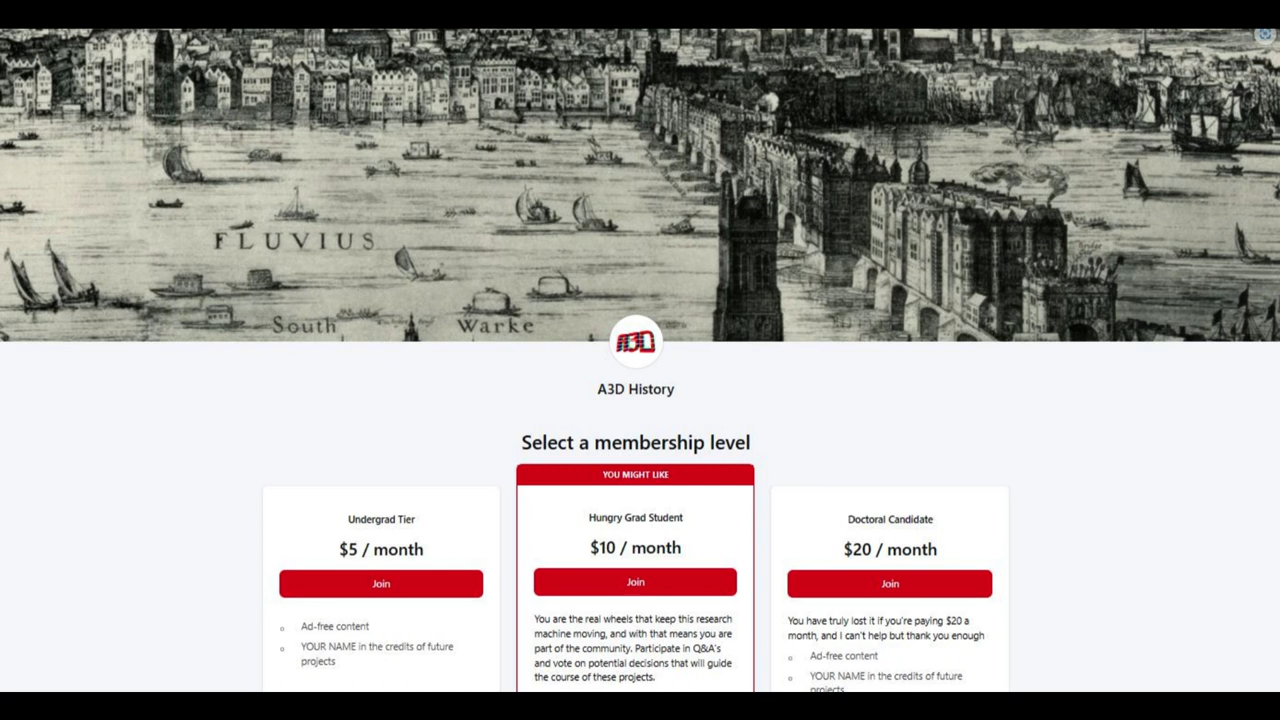 FLUVIUS
South Warke
A3D
A3D History
Select a membership level
YOU MIGHT LIKE
Undergrad Tier
$5 / month
Join
Ad-free content
YOUR NAME in the credits of future
projects
Hungry Grad Student
$10 / month
Join
You are the real wheels that keep this research
machine moving, and with that means you are
part of the community. Participate in Q&A's
and vote on potential decisions that will guide
the course of these projects.
Doctoral Candidate
$20 / month
Join
You have truly lost it if you're paying $20 a
month, and I can't help but thank you enough
Ad-free content
YOUR NAME in the credits of future
projects